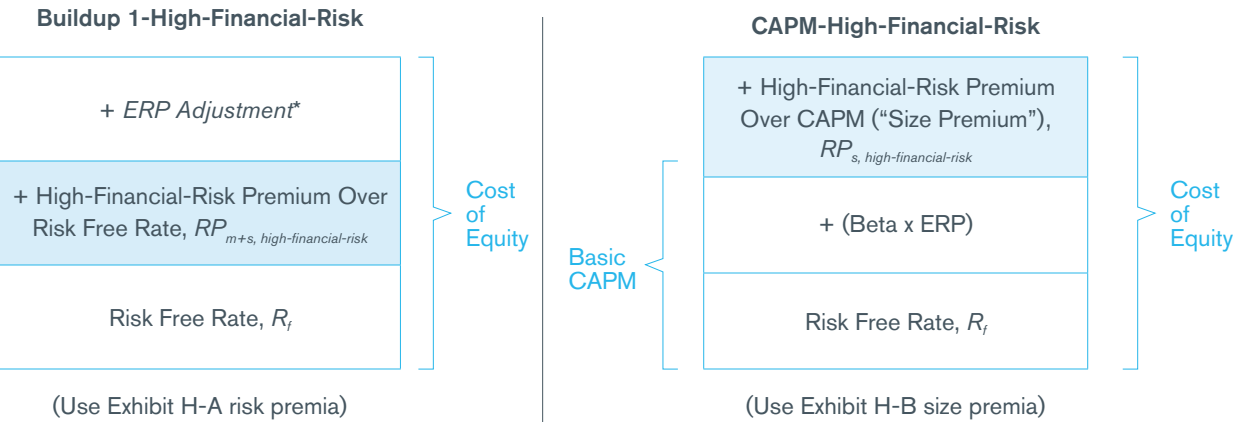 Buildup 1-High-Financial-Risk
+ ERP Adjustment*
+ High-Financial-Risk Premium Over
Risk Free Rate, RPm+s, high-financial-risk
Risk Free Rate, Rf
Cost
of
Equity
(Use Exhibit H-A risk premia)
CAPM-High-Financial-Risk
+ High-Financial-Risk Premium
Over CAPM (“Size Premium”),
RPs, high-financial-risk
+ (Beta x ERP)
Risk Free Rate, Rf
Basic
CAPM
Cost
of
Equity
(Use Exhibit H-B size premia)